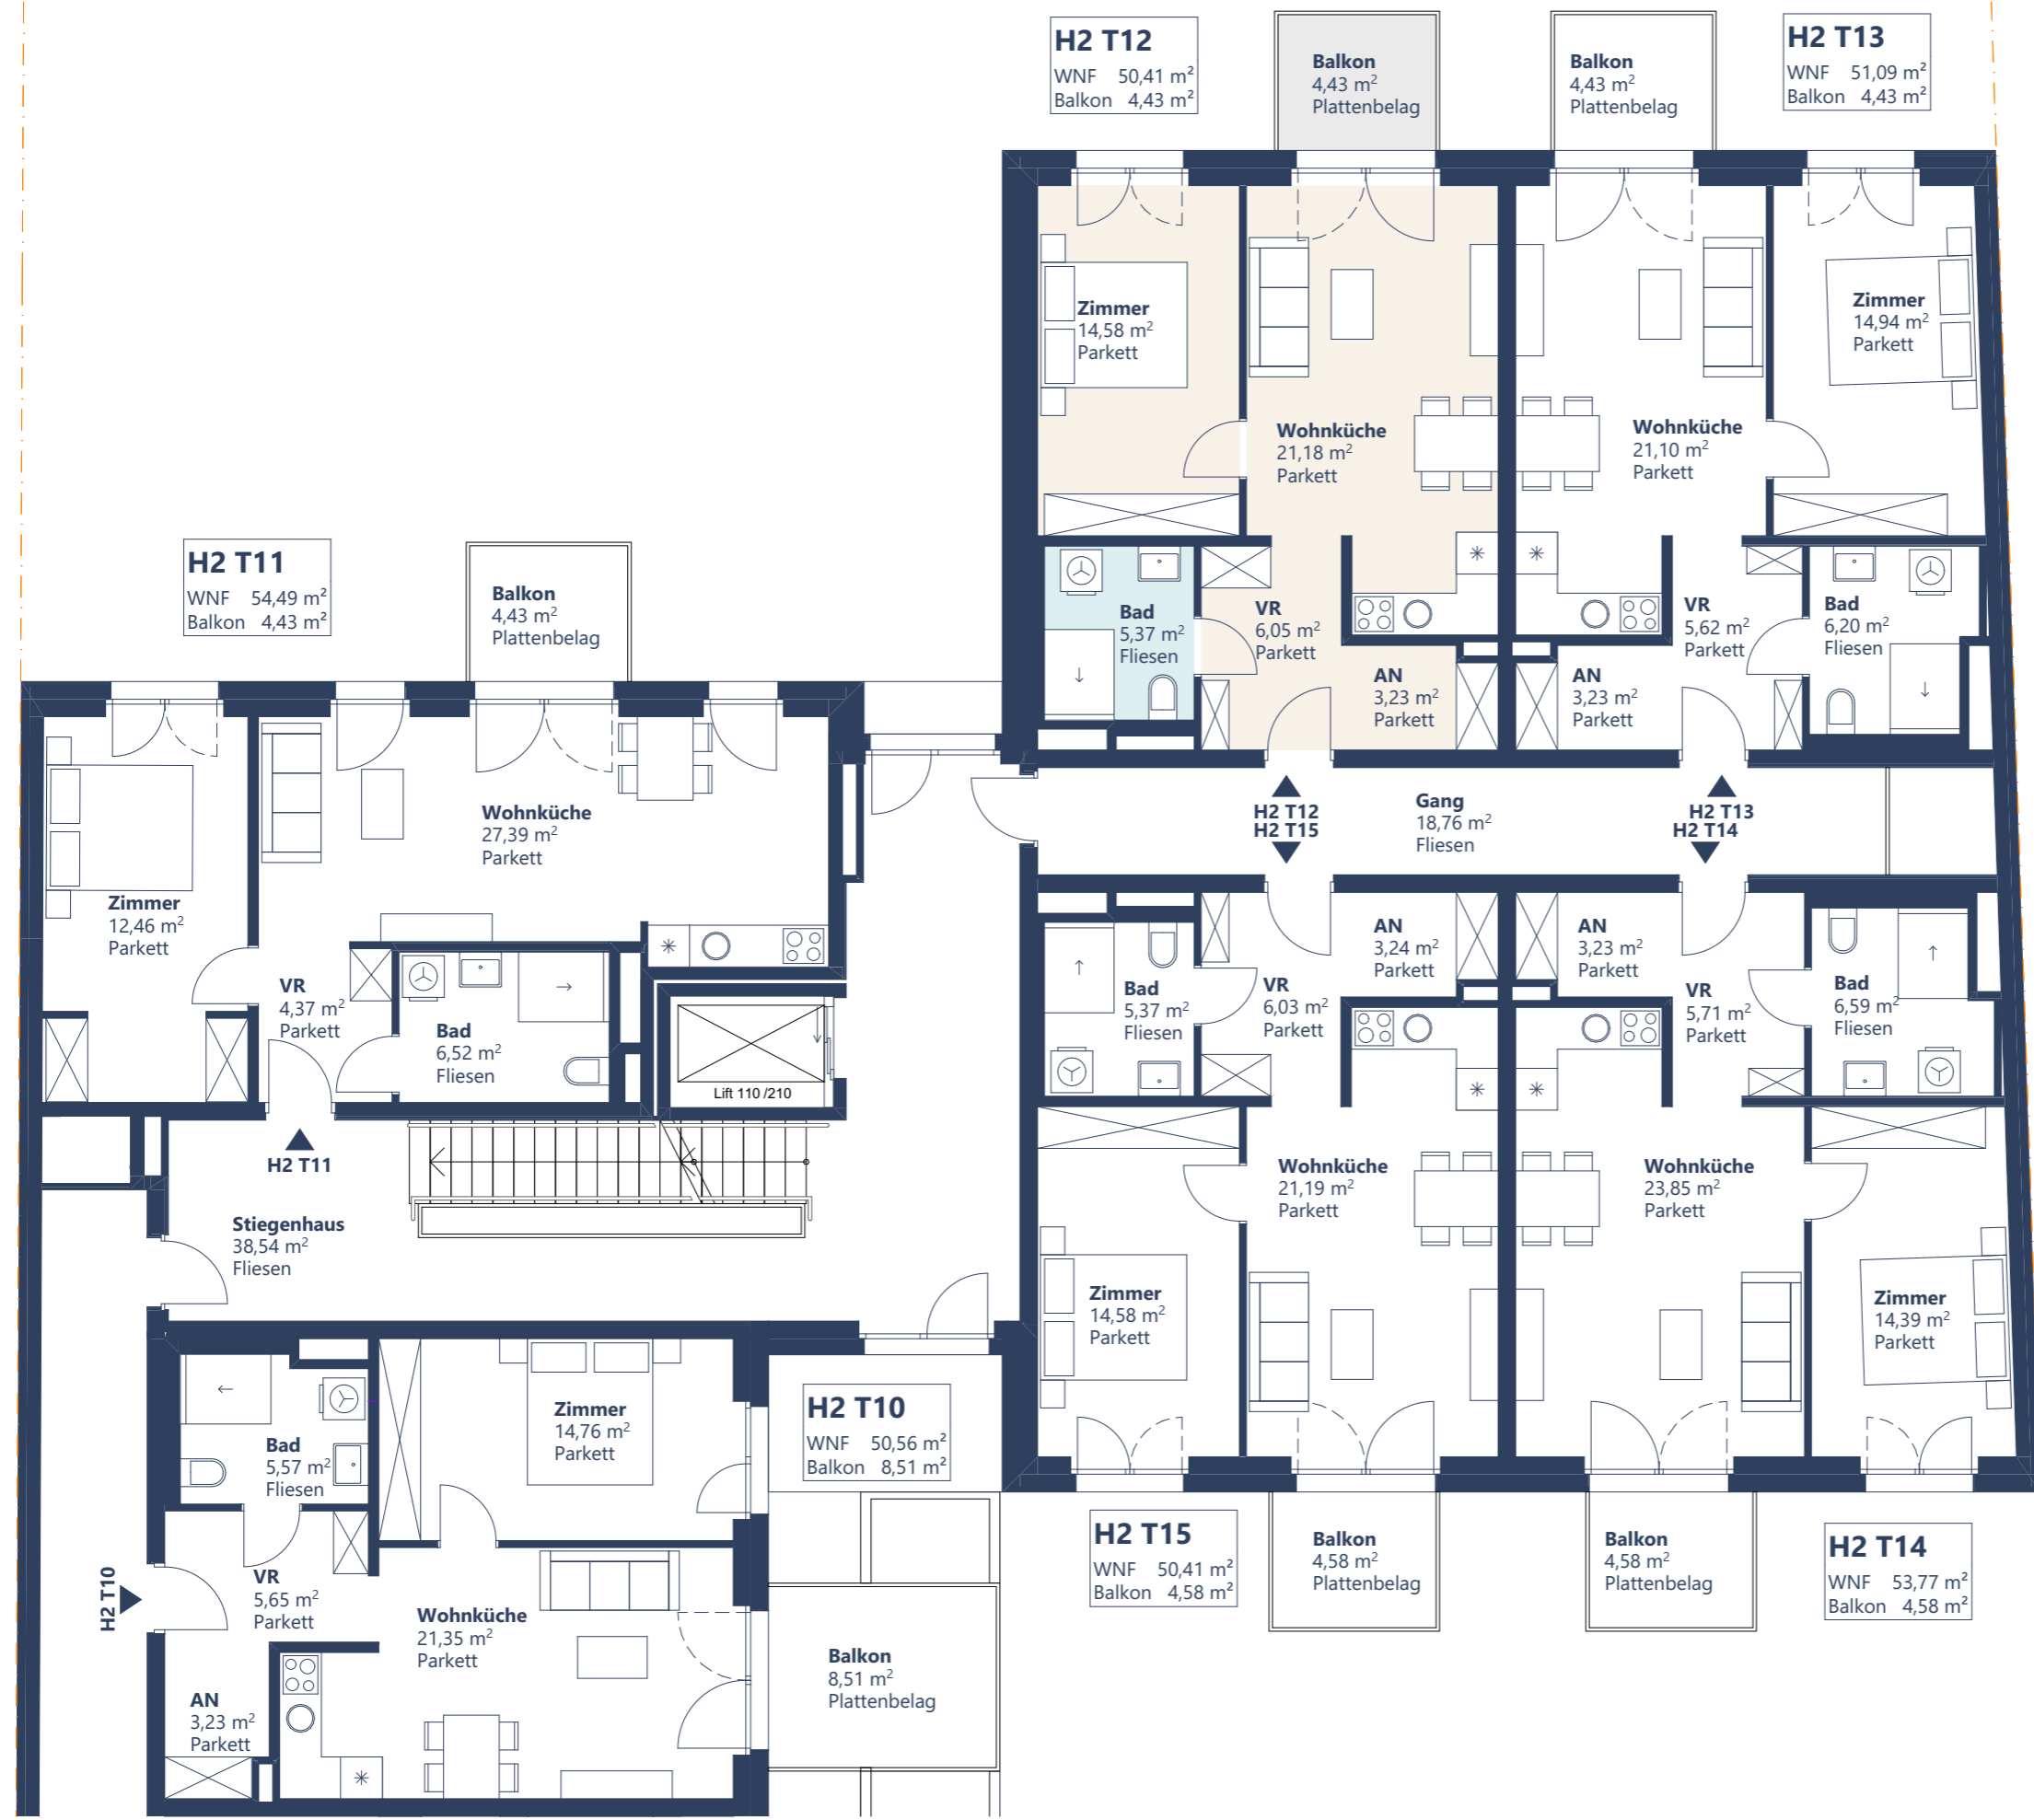 H2 T12
WNF 50,41 m²
Balkon 4,43 m²
Balkon
4,43 m²
Plattenbelag
Balkon
4,43 m²
Plattenbelag
H2 T13
WNF 51,09 m²
Balkon 4,43 m²
Zimmer
14,58 m²
Parkett
Wohnküche
21,18 m²
Parkett
Wohnküche
21,10 m²
Parkett
Zimmer
14,94 m²
Parkett
Bad
5,37 m²
Fliesen
VR
6,05 m²
Parkett
AN
3,23 m²
Parkett
AN
3,23 m²
Parkett
VR
5,62 m²
Parkett
Bad
6,20 m²
Fliesen
H2 T11
WNF 54,49 m²
Balkon 4,43 m²
Balkon
4,43 m²
Plattenbelag
Zimmer
12,46 m²
Parkett
Wohnküche
27,39 m²
Parkett
VR
4,37 m²
Parkett
Bad
6,52 m²
Fliesen
Lift 110 /210
H2 T11
Stiegenhaus
38,54 m²
Fliesen
H2 T12
H2 T15
Gang
18,76 m²
Fliesen
H2 T13
H2 T14
Bad
5,37 m²
Fliesen
VR
6,03 m²
Parkett
AN
3,24 m²
Parkett
AN
3,23 m²
Parkett
VR
5,71 m²
Parkett
Bad
6,59 m²
Fliesen
Zimmer
14,58 m²
Parkett
Wohnküche
21,19 m²
Parkett
Wohnküche
23,85 m²
Parkett
Zimmer
14,39 m²
Parkett
H2 T15
WNF 50,41 m²
Balkon 4,58 m²
Balkon
4,58 m²
Plattenbelag
Balkon
4,58 m²
Plattenbelag
H2 T14
WNF 53,77 m²
Balkon 4,58 m²
Bad
5,57 m²
Fliesen
Zimmer
14,76 m²
Parkett
H2 T10
WNF 50,56 m²
Balkon 8,51 m²
H2 T10
VR
5,65 m²
Parkett
Wohnküche
21,35 m²
Parkett
AN
3,23 m²
Parkett
Balkon
8,51 m²
Plattenbelag